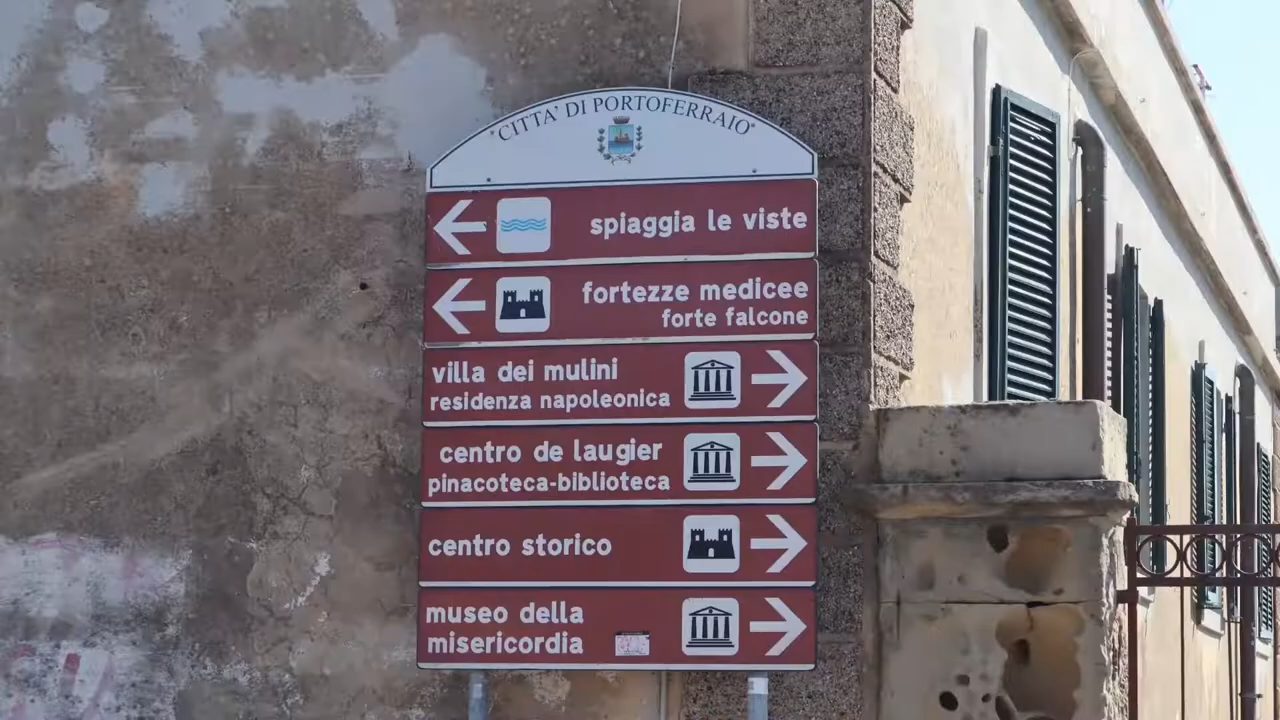 "CITTA' DI PORTOFERRAIO"
spiaggia le viste
fortezze medicee
forte falcone
villa dei mulini
residenza napoleonica
centro de laugier
pinacoteca-biblioteca
centro storico
museo della
misericordia